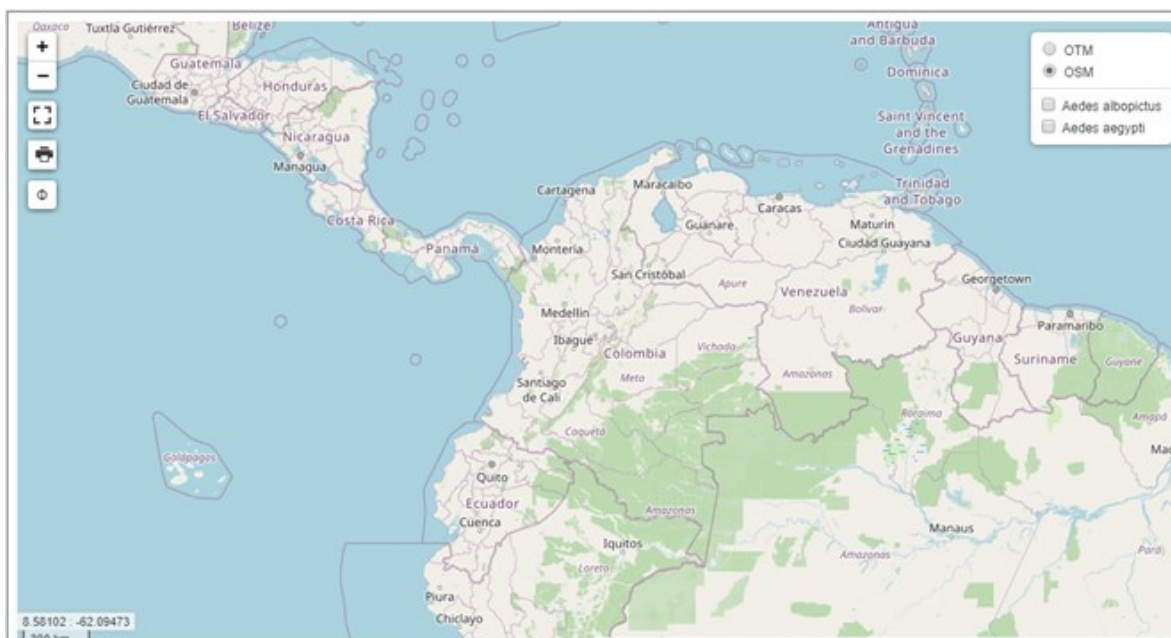 Oaxaca
Tuxtla Gutiérrez
Belize
Antigua
and Barbuda
+
−
OTM
OSM
Aedes albopictus
Aedes aegypti
Guatemala
Ciudad de
Guatemala
Honduras
El Salvador
Nicaragua
Managua
Dominica
Saint Vincent
and the
Grenadines
Trinidad
and Tobago
Costa Rica
Panamá
Cartagena
Maracaibo
Caracas
Guanare
Maturín
Ciudad Guayana
Montería
San Cristóbal
Apure
Venezuela
Bolívar
Georgetown
Medellín
Ibagué
Colombia
Vichada
Guyana
Paramaribo
Suriname
Guyane
Santiago
de Cali
Meta
Amazonas
Roraima
Amapá
Caquetá
Galápagos
Quito
Ecuador
Cuenca
Amazonas
Iquitos
Loreto
Manaus
Amazonas
Pará
Mac
Piura
Chiclayo
8.58102 : -62.09473
300 km